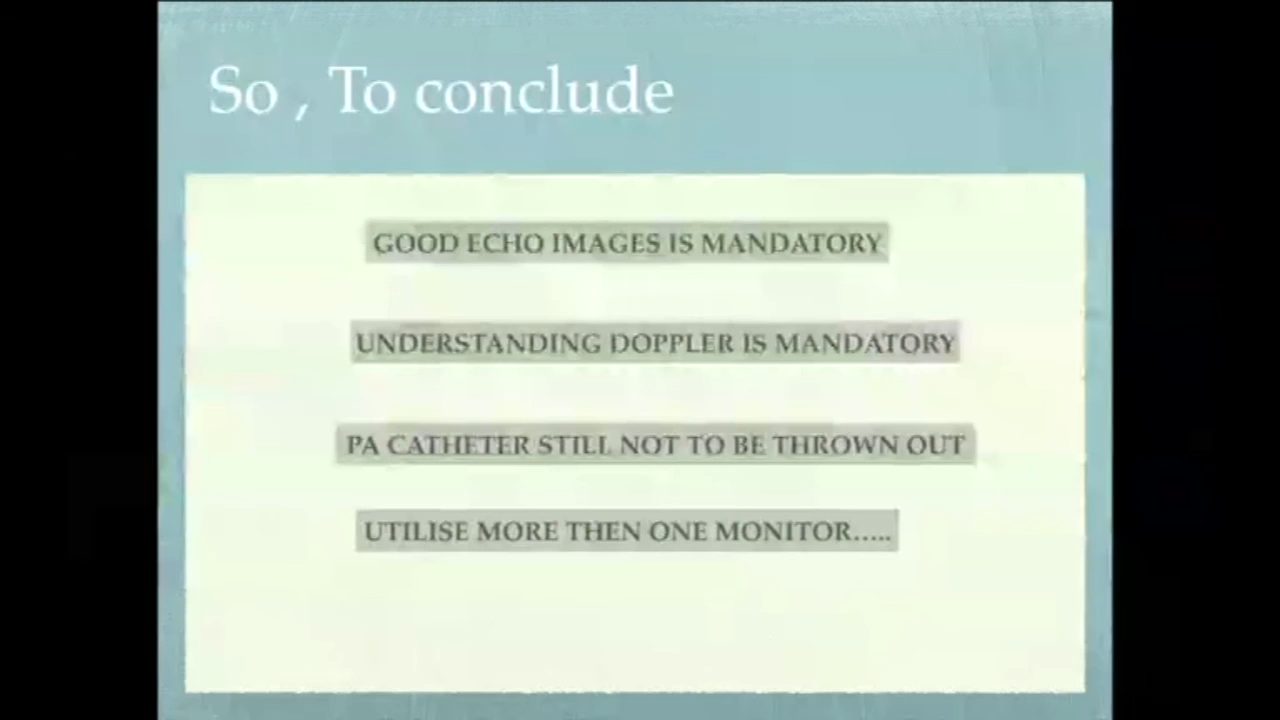 So , To conclude
GOOD ECHO IMAGES IS MANDATORY
UNDERSTANDING DOPPLER IS MANDATORY
PA CATHETER STILL NOT TO BE THROWN OUT
UTILISE MORE THEN ONE MONITOR.....